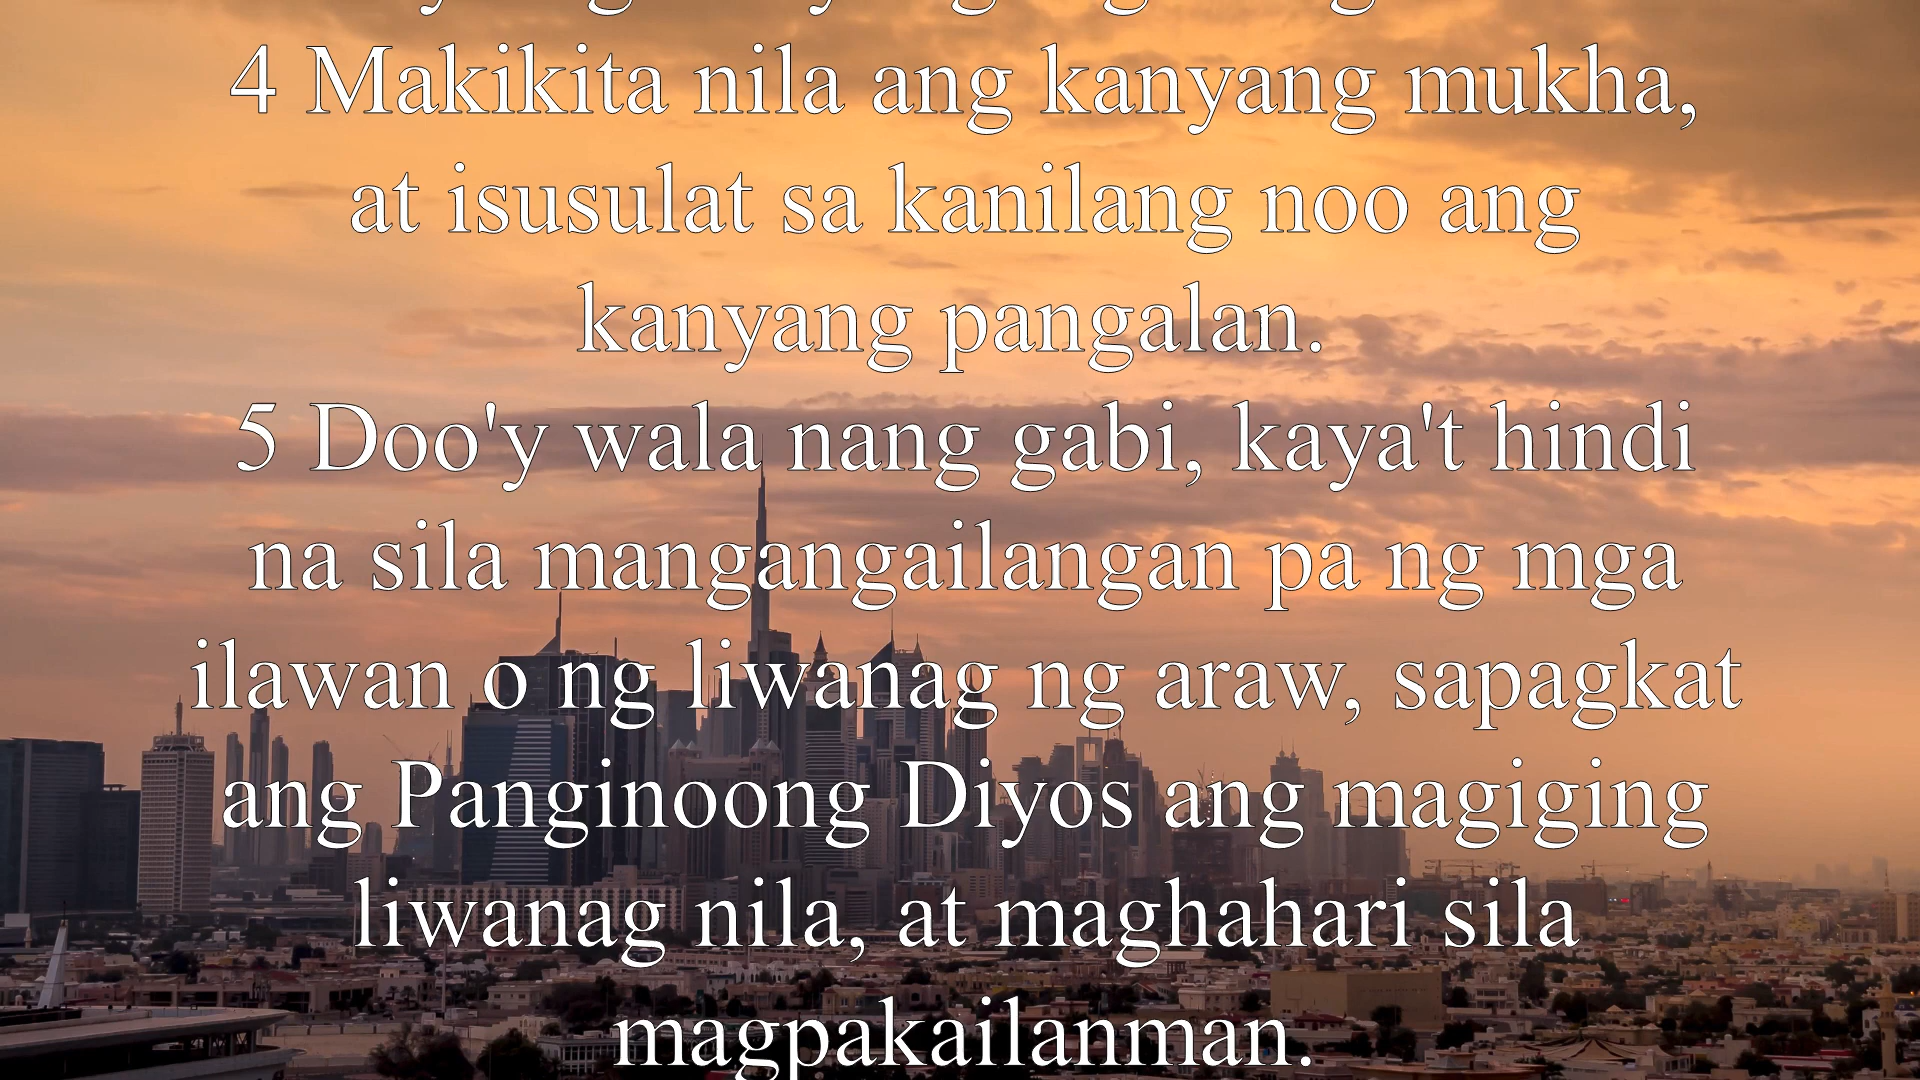 4 Makikita nila ang kanyang mukha,
at isusulat sa kanilang noo ang
kanyang pangalan.
5 Doo'y wala nang gabi, kaya't hindi
na sila mangangailangan pa ng mga
ilawan o ng liwanag ng araw, sapagkat
ang Panginoong Diyos ang magiging
liwanag nila, at maghahari sila
magpakailanman.